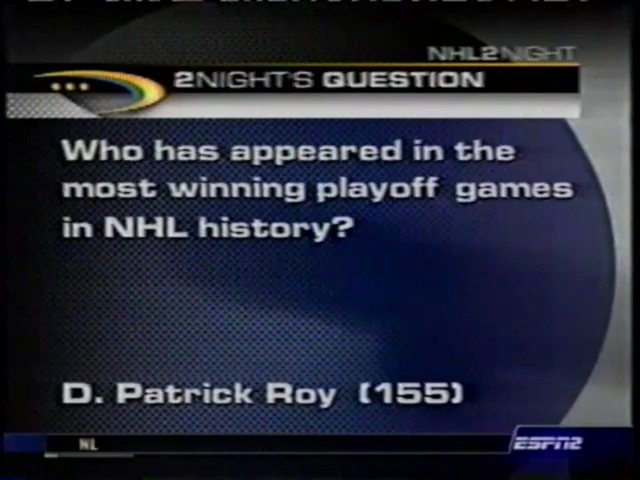 NHL2NIGHT
2NIGHT'S QUESTION
Who has appeared in the
most winning playoff games
in NHL history?
D. Patrick Roy (155)
NL
ESPN2